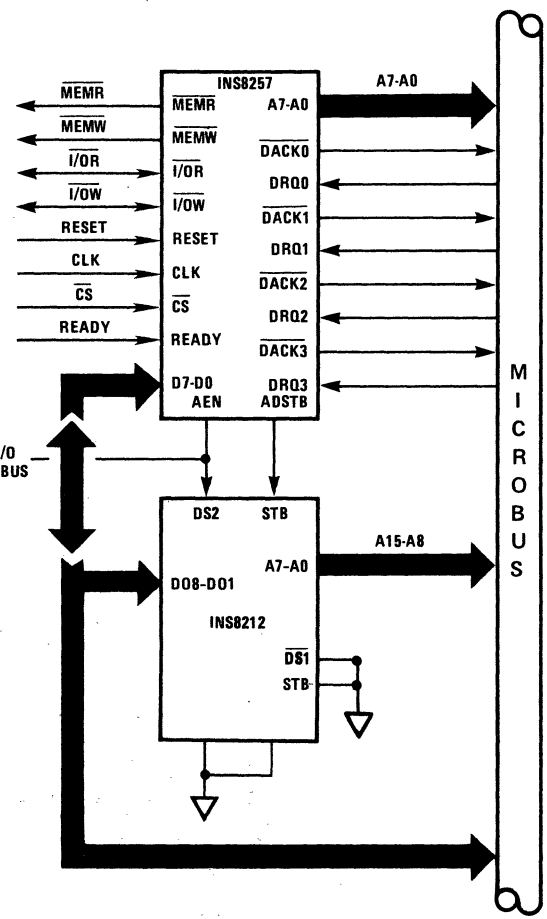 INS8257
MEMR
MEMW
I/OR
I/OW
RESET
CLK
CS
READY
MEMR
MEMW
I/OR
I/OW
RESET
CLK
CS
READY
D7-D0
AEN
A7-A0
DACK0
DRQ0
DACK1
DRQ1
DACK2
DRQ2
DACK3
DRQ3
ADSTB
A7-A0
/O
BUS
DS2
STB
DO8-DO1
INS8212
A7-A0
DS1
STB
A15-A8
MICROBUS